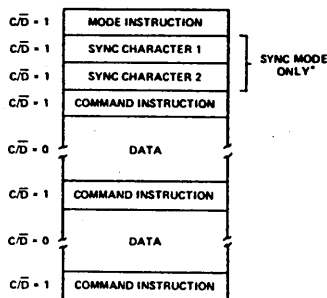 C/D̅ = 1 MODE INSTRUCTION
C/D̅ = 1 SYNC CHARACTER 1
C/D̅ = 1 SYNC CHARACTER 2
SYNC MODE
ONLY*
C/D̅ = 1 COMMAND INSTRUCTION
C/D̅ = 0 DATA
C/D̅ = 1 COMMAND INSTRUCTION
C/D̅ = 0 DATA
C/D̅ = 1 COMMAND INSTRUCTION